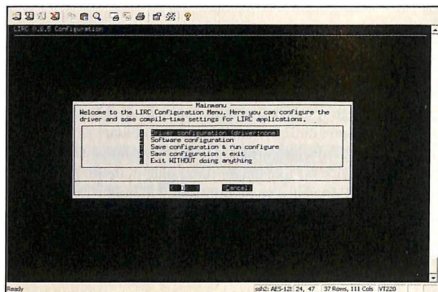 LIRC 0.6.5 Configuration
Mainmenu
Welcome to the LIRC Configuration Menu. Here you can configure the
driver and some compile-time settings for LIRC applications.
Driver configuration (driver:none)
Software configuration
Save configuration & run configure
Save configuration & exit
Exit WITHOUT doing anything
<Cancel>
Ready
ssh2: AES-128 24, 47 37 Rows, 111 Cols VT220